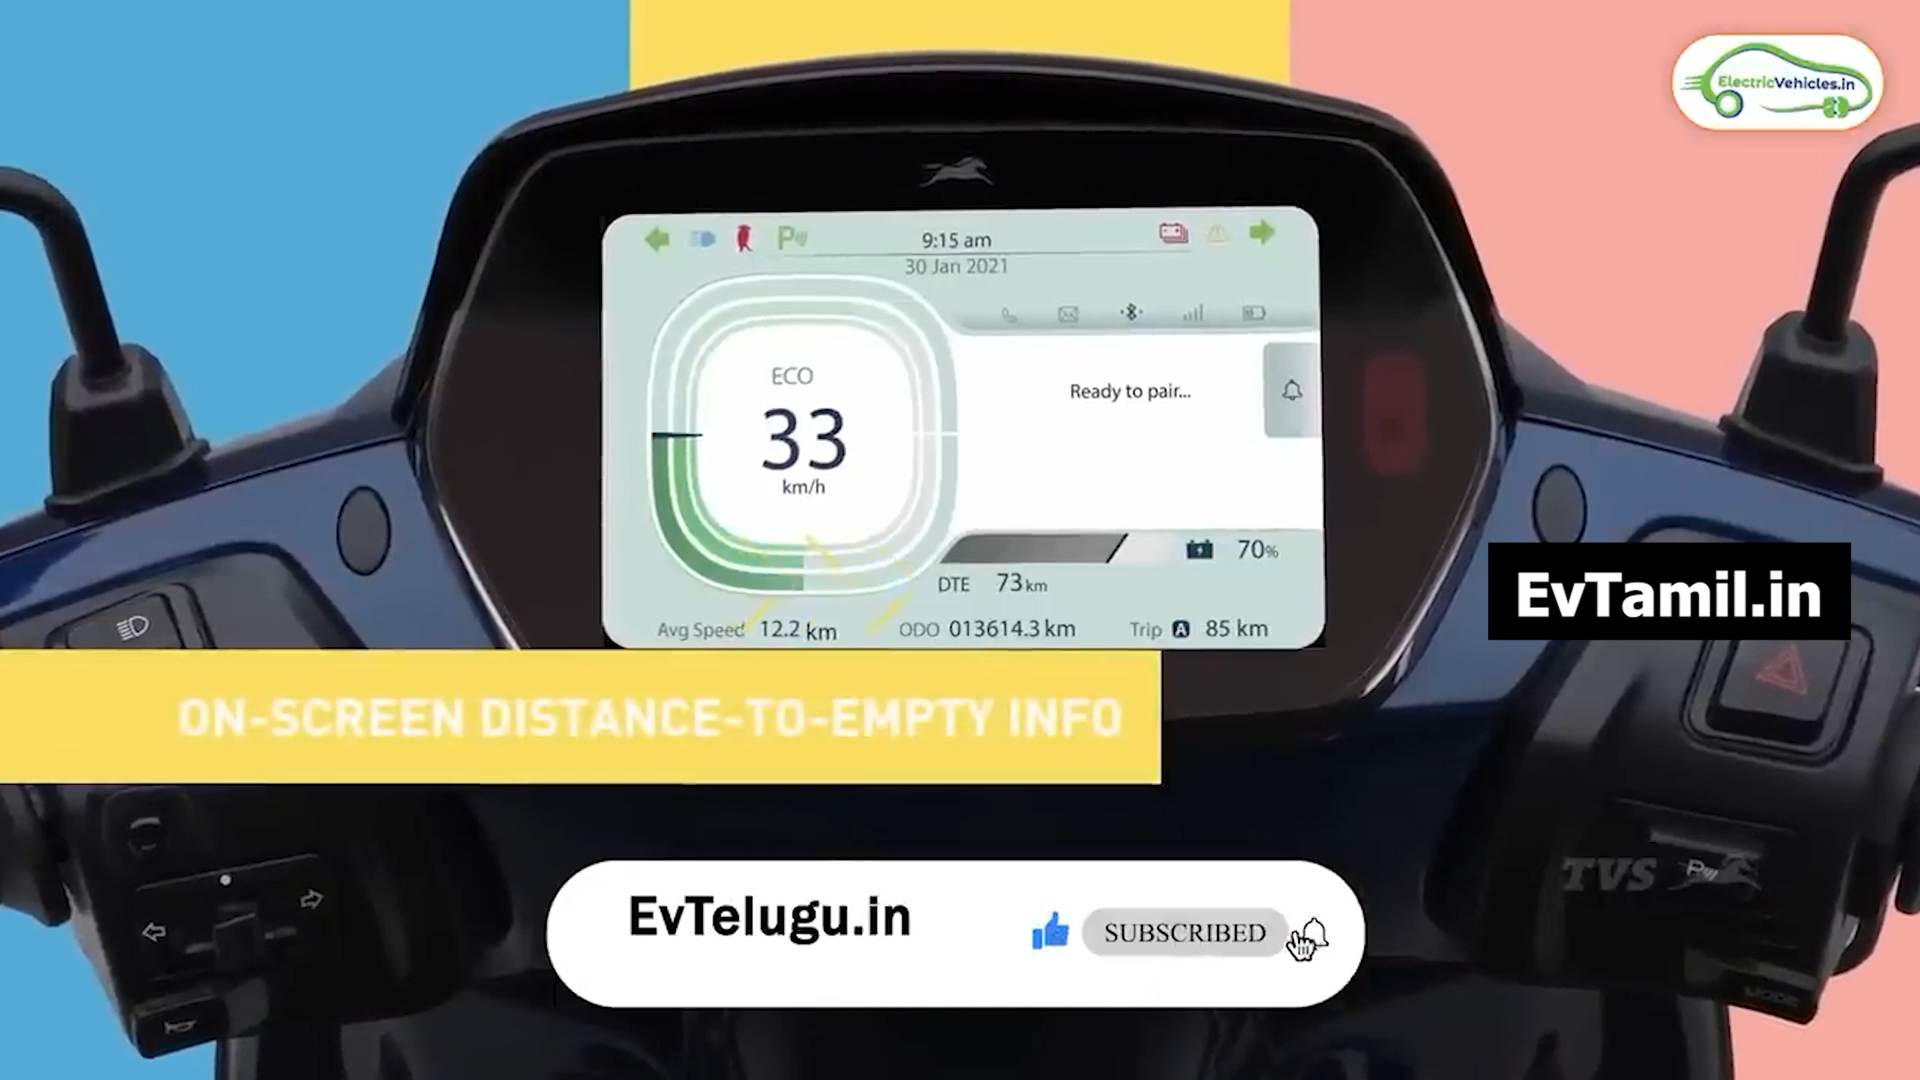 ElectricVehicles.in
9:15 am
30 Jan 2021
ECO
33
km/h
Ready to pair...
70%
DTE 73 km
Avg Speed 12.2 km ODO 013614.3 km Trip A 85 km
EvTamil.in
ON-SCREEN DISTANCE-TO-EMPTY INFO
TVS
P
EvTelugu.in
SUBSCRIBED
MODE